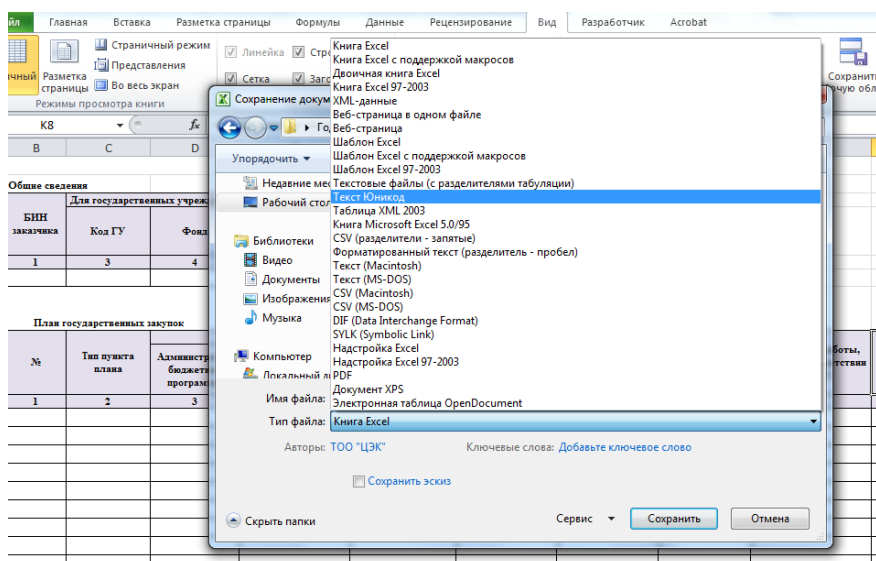 йл Главная Вставка Разметка страницы Формулы Данные Рецензирование Вид Разработчик Acrobat
Страничный режим
Представления
Во весь экран
Разметка страницы
Режимы просмотра книги
Линейка
Сетка
Сохранить
K8 fx
B C D
Общие сведения
Для государственных
БИН заказчика
Код ГУ
Фонд
1 3 4
План государственных закупок
№
Тип пункта плана
1 2 3
Сохранение
Упорядочить
Недавние
Рабочий стол
Библиотеки
Видео
Документы
Изображения
Музыка
Компьютер
Локальный
Книга Excel
Книга Excel с поддержкой макросов
Двоичная книга Excel
Книга Excel 97-2003
XML-данные
Веб-страница в одном файле
Веб-страница
Шаблон Excel
Шаблон Excel с поддержкой макросов
Шаблон Excel 97-2003
Текстовые файлы (с разделителями табуляции)
Текст Юникод
Таблица XML 2003
Книга Microsoft Excel 5.0/95
CSV (разделители - запятые)
Форматированный текст (разделитель - пробел)
Текст (Macintosh)
Текст (MS-DOS)
CSV (Macintosh)
CSV (MS-DOS)
DIF (Data Interchange Format)
SYLK (Symbolic Link)
Надстройка Excel
Надстройка Excel 97-2003
PDF
Документ XPS
Электронная таблица OpenDocument
Имя файла:
Тип файла: Книга Excel
Авторы: ТОО "ЦЭК" Ключевые слова: Добавьте ключевое слово
Сохранить эскиз
Скрыть папки Сервис Сохранить Отмена